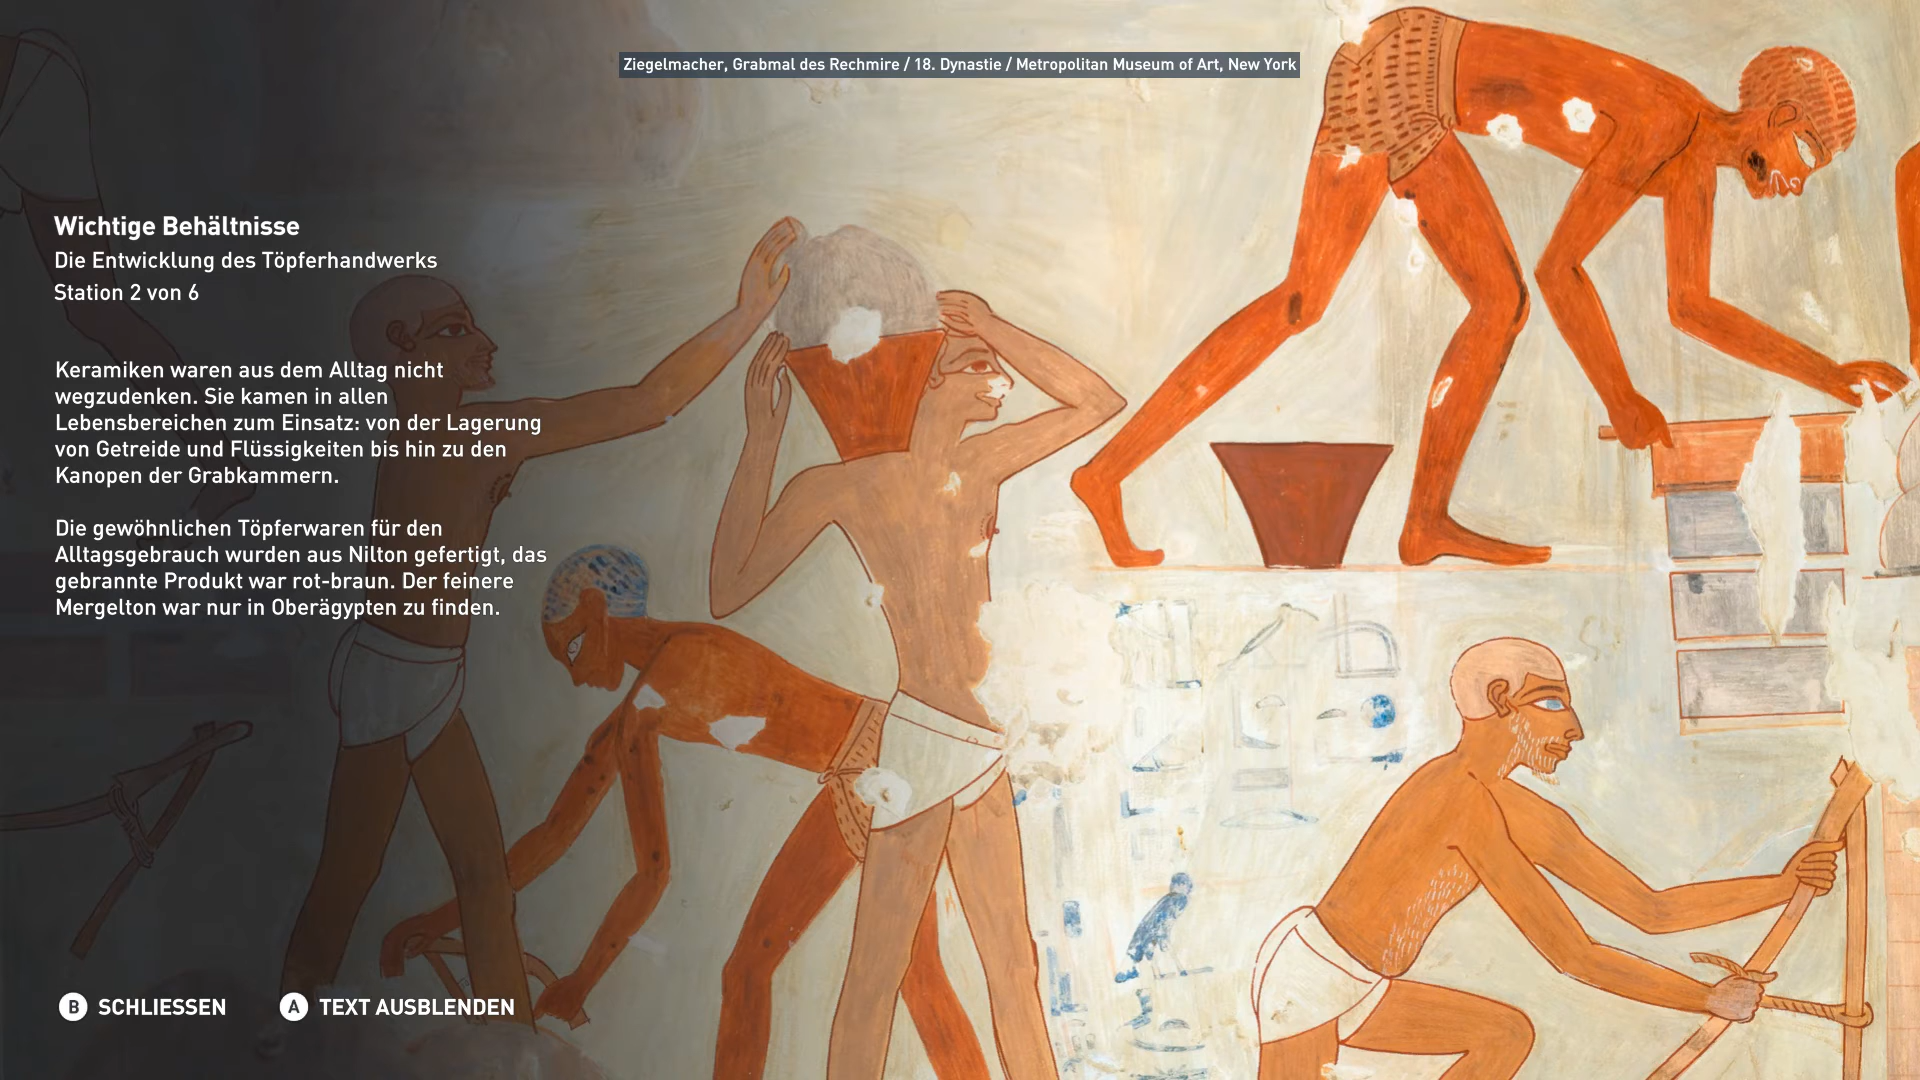 Ziegelmacher, Grabmal des Rechmire / 18. Dynastie / Metropolitan Museum of Art, New York
Wichtige Behältnisse
Die Entwicklung des Töpferhandwerks
Station 2 von 6
Keramiken waren aus dem Alltag nicht
wegzudenken. Sie kamen in allen
Lebensbereichen zum Einsatz: von der Lagerung
von Getreide und Flüssigkeiten bis hin zu den
Kanopen der Grabkammern.
Die gewöhnlichen Töpferwaren für den
Alltagsgebrauch wurden aus Nilton gefertigt, das
gebrannte Produkt war rot-braun. Der feinere
Mergelton war nur in Oberägypten zu finden.
B SCHLIESSEN A TEXT AUSBLENDEN